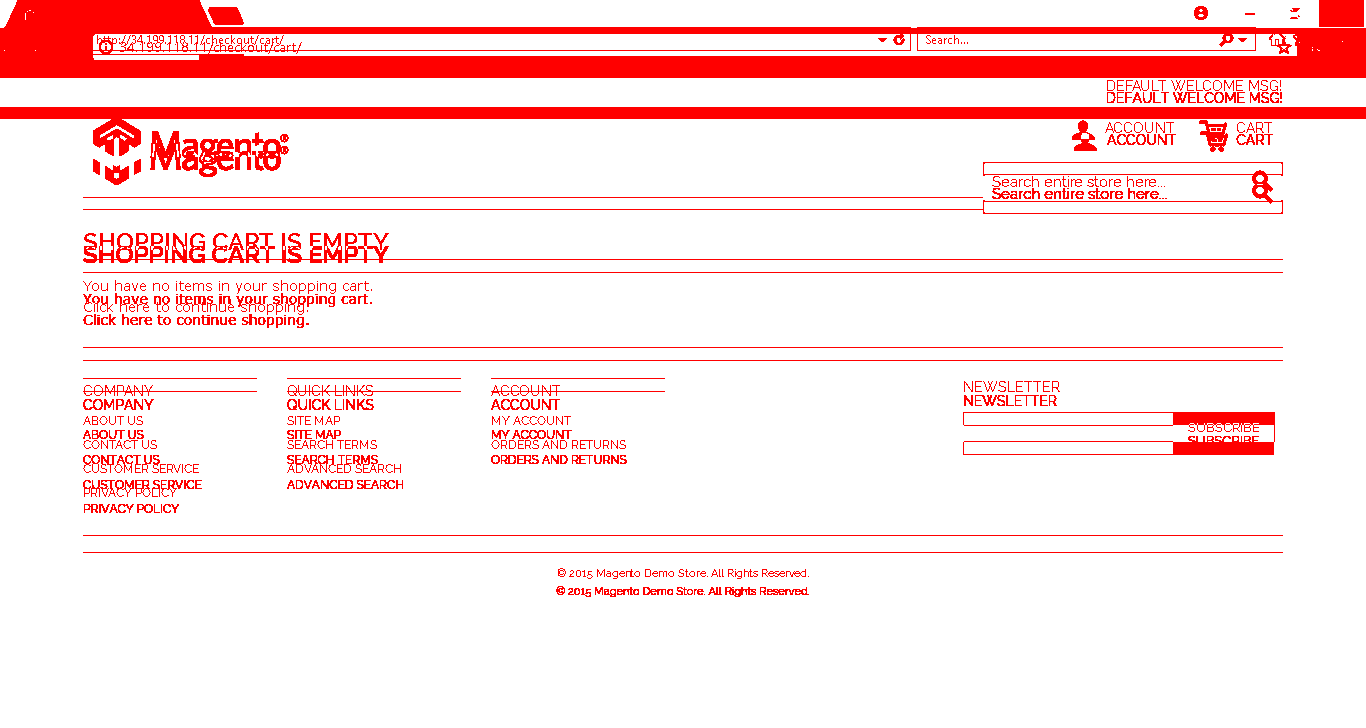 http://34.199.118.11/checkout/cart/
34.199.118.11/checkout/cart/
Search...
DEFAULT WELCOME MSG!
DEFAULT WELCOME MSG!
Magento®
Magento®
ACCOUNT CART
ACCOUNT CART
Search entire store here...
Search entire store here...
SHOPPING CART IS EMPTY
SHOPPING CART IS EMPTY
You have no items in your shopping cart.
You have no items in your shopping cart.
Click here to continue shopping.
Click here to continue shopping.
COMPANY
COMPANY
ABOUT US
ABOUT US
CONTACT US
CONTACT US
CUSTOMER SERVICE
CUSTOMER SERVICE
PRIVACY POLICY
PRIVACY POLICY
QUICK LINKS
QUICK LINKS
SITE MAP
SITE MAP
SEARCH TERMS
SEARCH TERMS
ADVANCED SEARCH
ADVANCED SEARCH
ACCOUNT
ACCOUNT
MY ACCOUNT
MY ACCOUNT
ORDERS AND RETURNS
ORDERS AND RETURNS
NEWSLETTER
NEWSLETTER
SUBSCRIBE
SUBSCRIBE
© 2015 Magento Demo Store. All Rights Reserved.
© 2015 Magento Demo Store. All Rights Reserved.